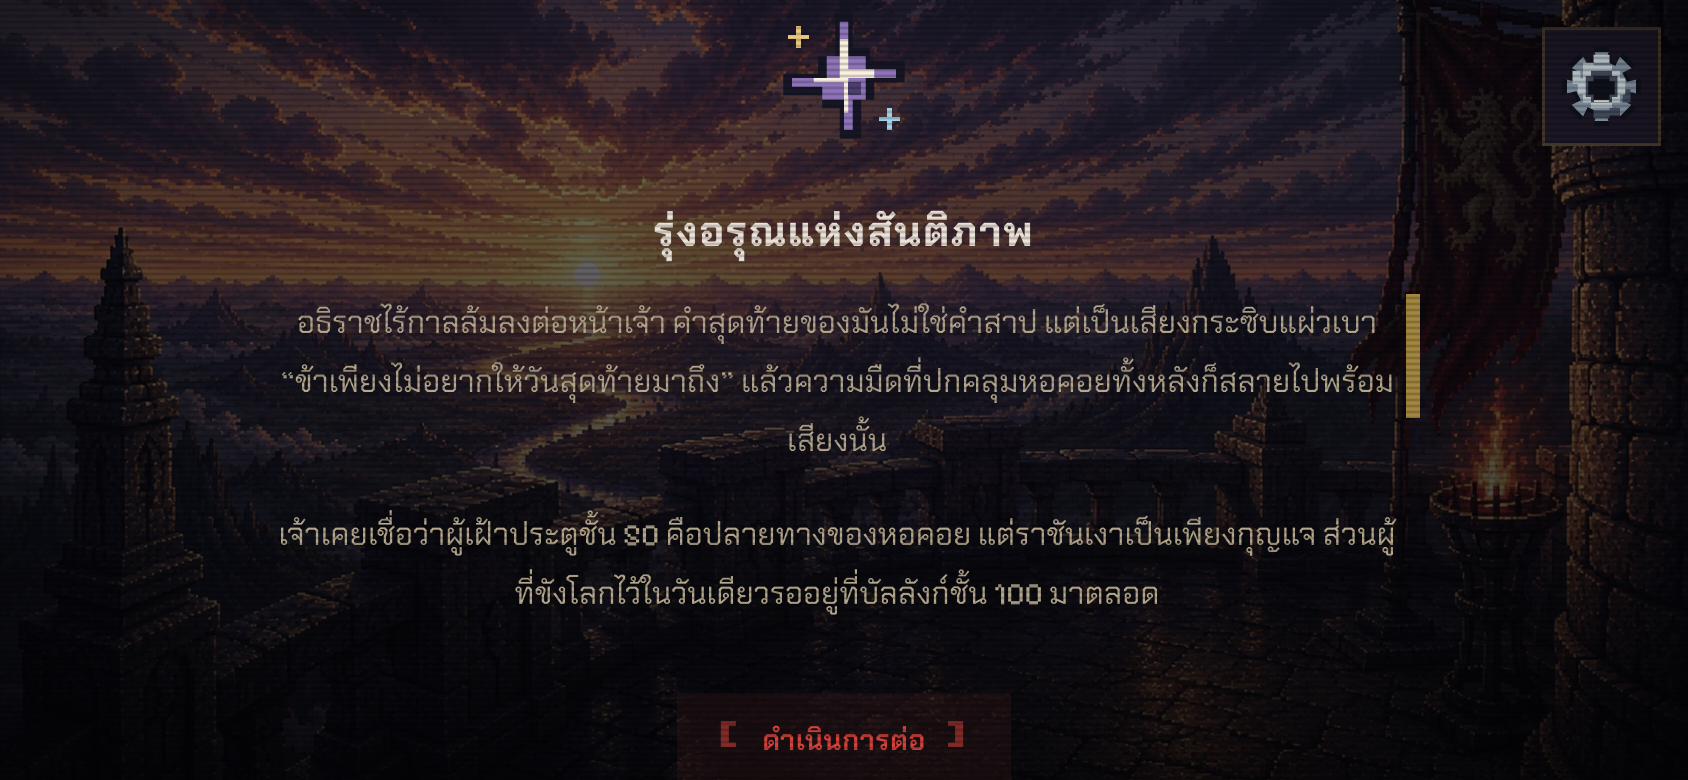 รุ่งอรุณแห่งสันติภาพ
อธิราชไร้กาลล้มลงต่อหน้าเจ้า คำสุดท้ายของมันไม่ใช่คำสาป แต่เป็นเสียงกระซิบแผ่วเบา
“ข้าเพียงไม่อยากให้วันสุดท้ายมาถึง” แล้วความมืดที่ปกคลุมหอคอยทั้งหลังก็สลายไปพร้อม
เสียงนั้น
เจ้าเคยเชื่อว่าผู้เฝ้าประตูชั้น 90 คือปลายทางของหอคอย แต่ราชันเงาเป็นเพียงกุญแจ ส่วนผู้
ที่ขังโลกไว้ในวันเดียวรออยู่ที่บัลลังก์ชั้น 100 มาตลอด
[ ดำเนินการต่อ ]